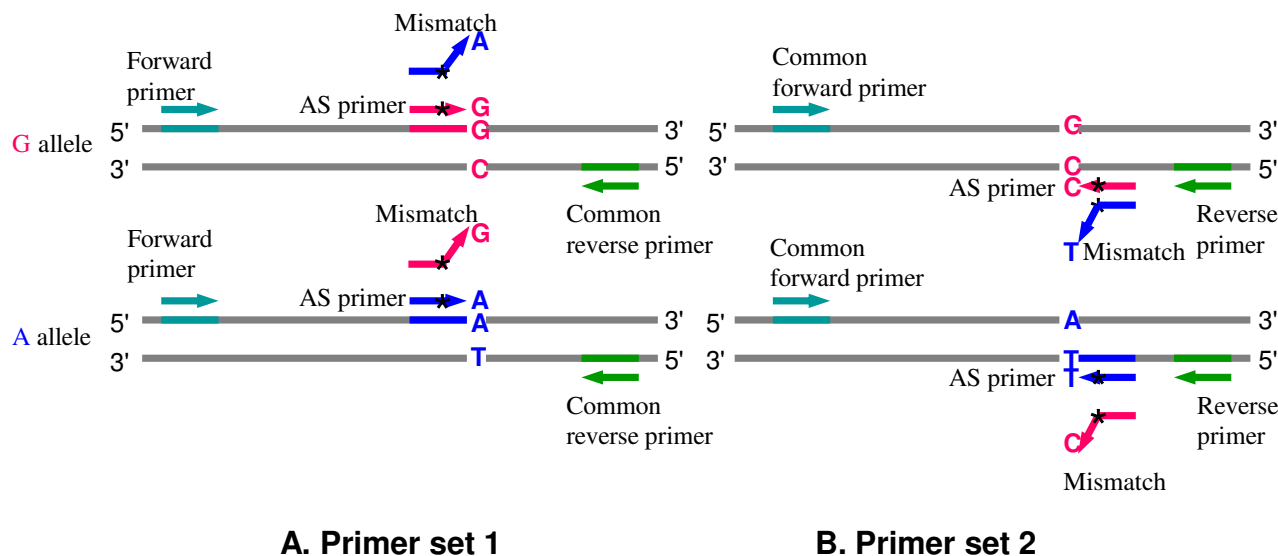 Mismatch
A
Forward
primer
AS primer
*
G
5'
G
3'
G allele
3'
C
5'
Common
reverse primer
Mismatch
G
*
Forward
primer
AS primer
*
A
5'
A
3'
A allele
3'
T
5'
Common
reverse primer
A. Primer set 1
Common
forward primer
5'
G
3'
3'
C
5'
AS primer
C
*
*
T
Mismatch
Reverse
primer
Common
forward primer
5'
A
3'
3'
T
5'
AS primer
T
*
*
C
Mismatch
Reverse
primer
B. Primer set 2